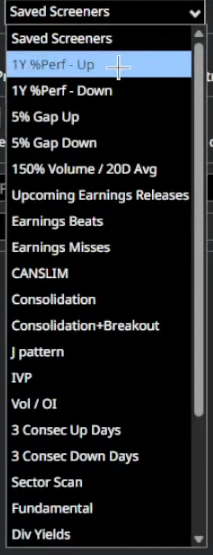 Saved Screeners
Saved Screeners
1Y %Perf - Up
1Y %Perf - Down
5% Gap Up
5% Gap Down
150% Volume / 20D Avg
Upcoming Earnings Releases
Earnings Beats
Earnings Misses
CANSLIM
Consolidation
Consolidation+Breakout
J pattern
IVP
Vol / OI
3 Consec Up Days
3 Consec Down Days
Sector Scan
Fundamental
Div Yields